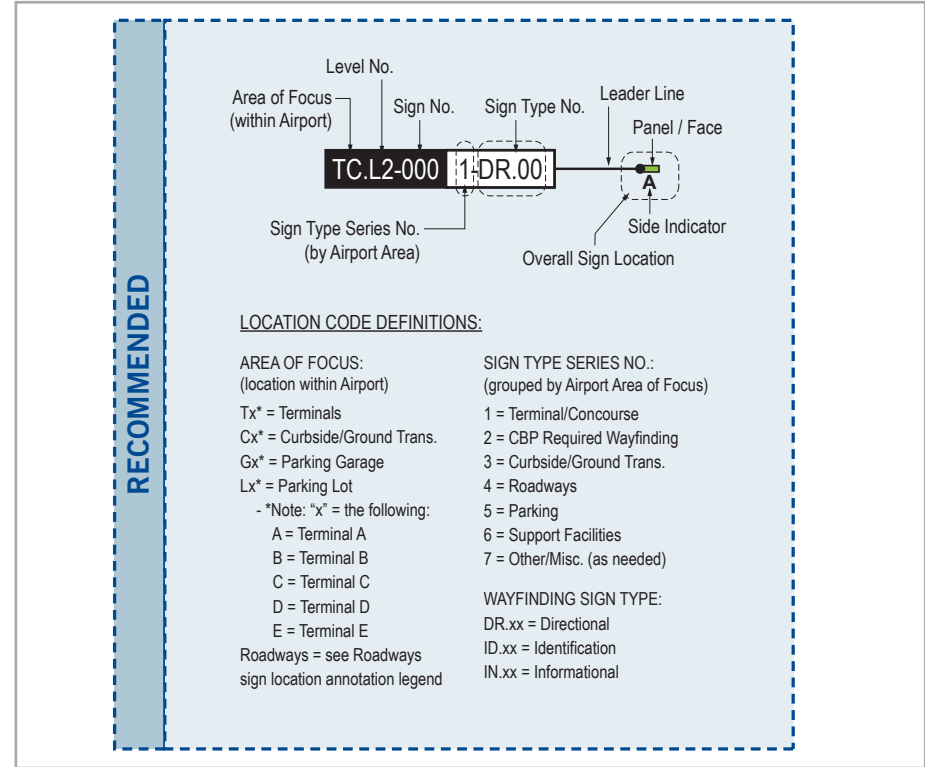 RECOMMENDED
Level No.
Area of Focus
(within Airport)
Sign No.
Sign Type No.
Leader Line
Panel / Face
TC.L2-000 1-DR.00
A
Sign Type Series No.
(by Airport Area)
Side Indicator
Overall Sign Location
LOCATION CODE DEFINITIONS:
AREA OF FOCUS:
(location within Airport)
Tx* = Terminals
Cx* = Curbside/Ground Trans.
Gx* = Parking Garage
Lx* = Parking Lot
- *Note: “x” = the following:
A = Terminal A
B = Terminal B
C = Terminal C
D = Terminal D
E = Terminal E
Roadways = see Roadways
sign location annotation legend
SIGN TYPE SERIES NO.:
(grouped by Airport Area of Focus)
1 = Terminal/Concourse
2 = CBP Required Wayfinding
3 = Curbside/Ground Trans.
4 = Roadways
5 = Parking
6 = Support Facilities
7 = Other/Misc. (as needed)
WAYFINDING SIGN TYPE:
DR.xx = Directional
ID.xx = Identification
IN.xx = Informational